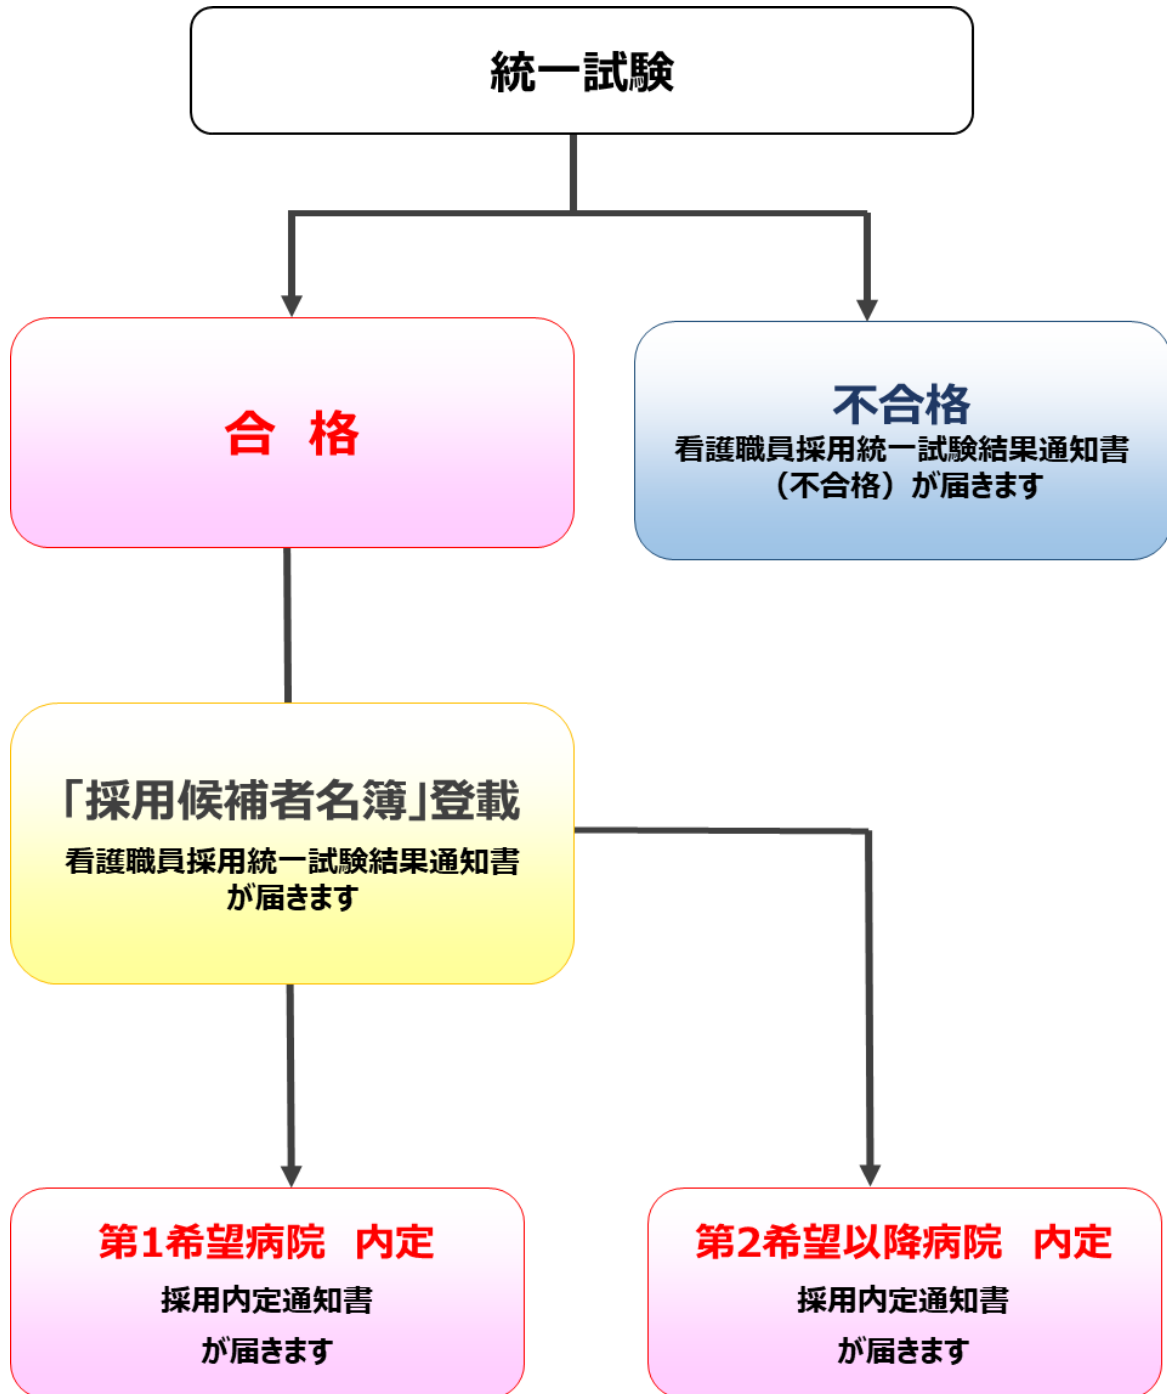 統一試験
合　格
不合格
看護職員採用統一試験結果通知書
（不合格）が届きます
「採用候補者名簿」登載
看護職員採用統一試験結果通知書
が届きます
第1希望病院　内定
採用内定通知書
が届きます
第2希望以降病院　内定
採用内定通知書
が届きます